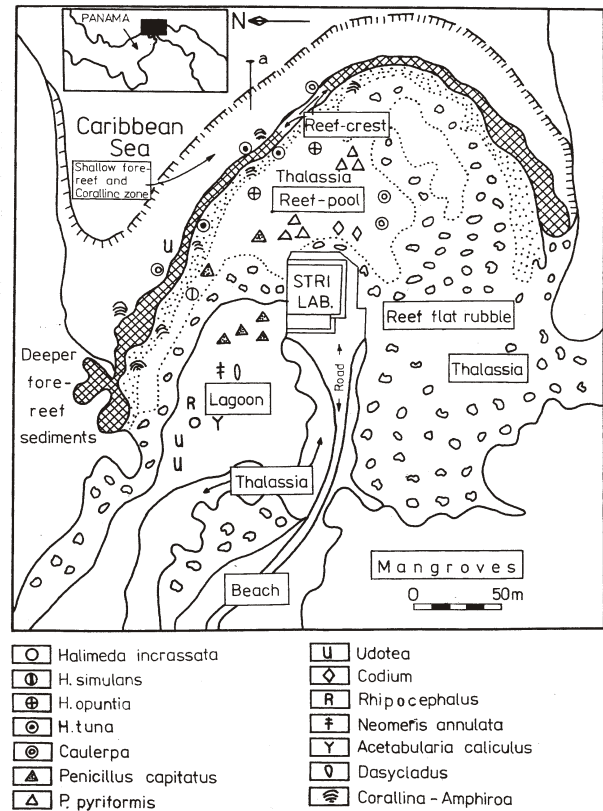 PANAMA
N
a
Reef-crest
Caribbean
Sea
Shallow fore-
reef and
Coralline zone
Thalassia
Reef-pool
U
STRI
LAB.
Reef flat rubble
Deeper
fore-
reef
sediments
Thalassia
Road
Lagoon
R
Y
U
U
Thalassia
Mangroves
Beach
0 50m
Halimeda incrassata
H. simulans
H. opuntia
H. tuna
Caulerpa
Penicillus capitatus
P. pyriformis
U Udotea
Codium
R Rhipocephalus
Neomeris annulata
Y Acetabularia caliculus
Dasycladus
Corallina - Amphiroa